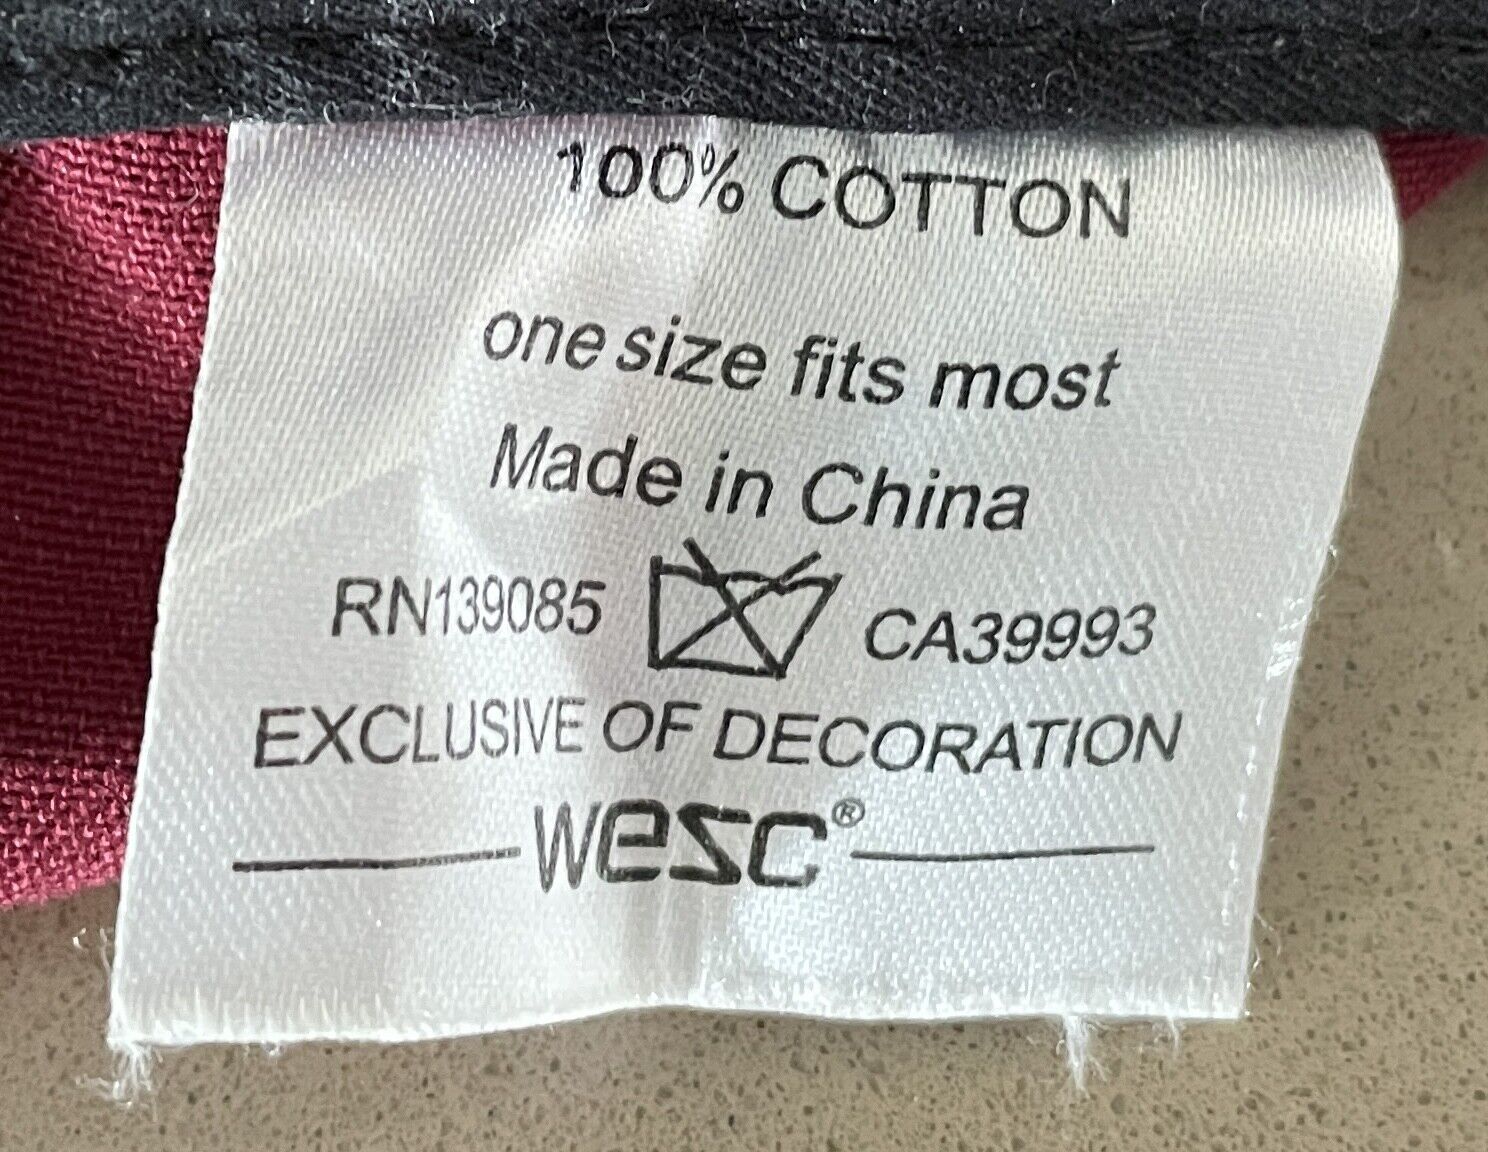 100% COTTON
one size fits most
Made in China
RN139085 CA39993
EXCLUSIVE OF DECORATION
wesc®